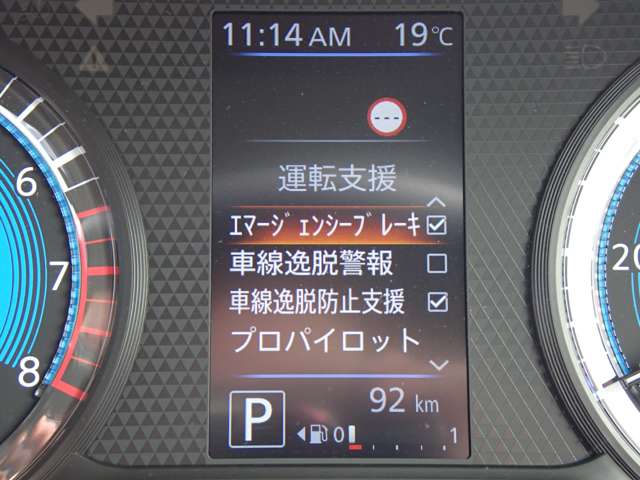 11:14 AM 19℃
---
運転支援
ｴﾏｰｼﾞｪﾝｼｰﾌﾞﾚｰｷ
車線逸脱警報
車線逸脱防止支援
プロパイロット
6
7
8
20
P
92 km
0 1